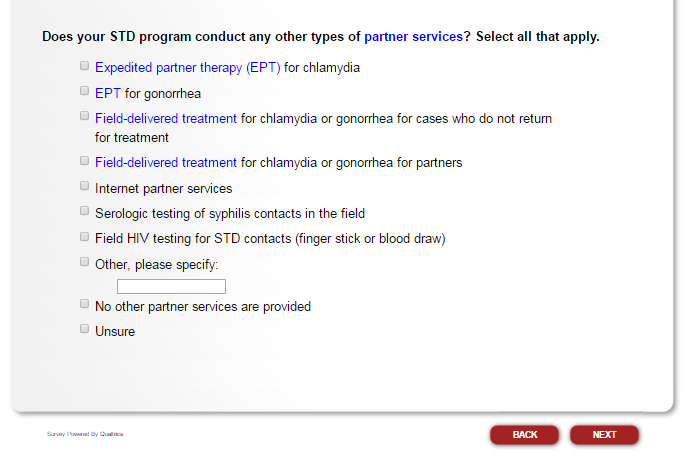 Does your STD program conduct any other types of partner services? Select all that apply.
Expedited partner therapy (EPT) for chlamydia
EPT for gonorrhea
Field-delivered treatment for chlamydia or gonorrhea for cases who do not return
for treatment
Field-delivered treatment for chlamydia or gonorrhea for partners
Internet partner services
Serologic testing of syphilis contacts in the field
Field HIV testing for STD contacts (finger stick or blood draw)
Other, please specify:
No other partner services are provided
Unsure
Survey Powered By Qualtrics
BACK
NEXT